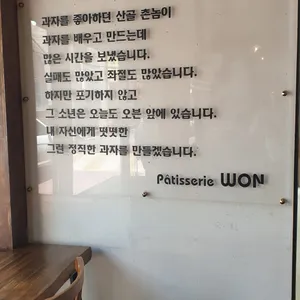 과자를 좋아하던 산골 촌놈이
과자를 배우고 만드는데
많은 시간을 보냈습니다.
실패도 많았고 좌절도 많았습니다.
하지만 포기하지 않고
그 소년은 오늘도 오븐 앞에 있습니다.
내 자신에게 떳떳한
그런 정직한 과자를 만들겠습니다.
Pâtisserie WON